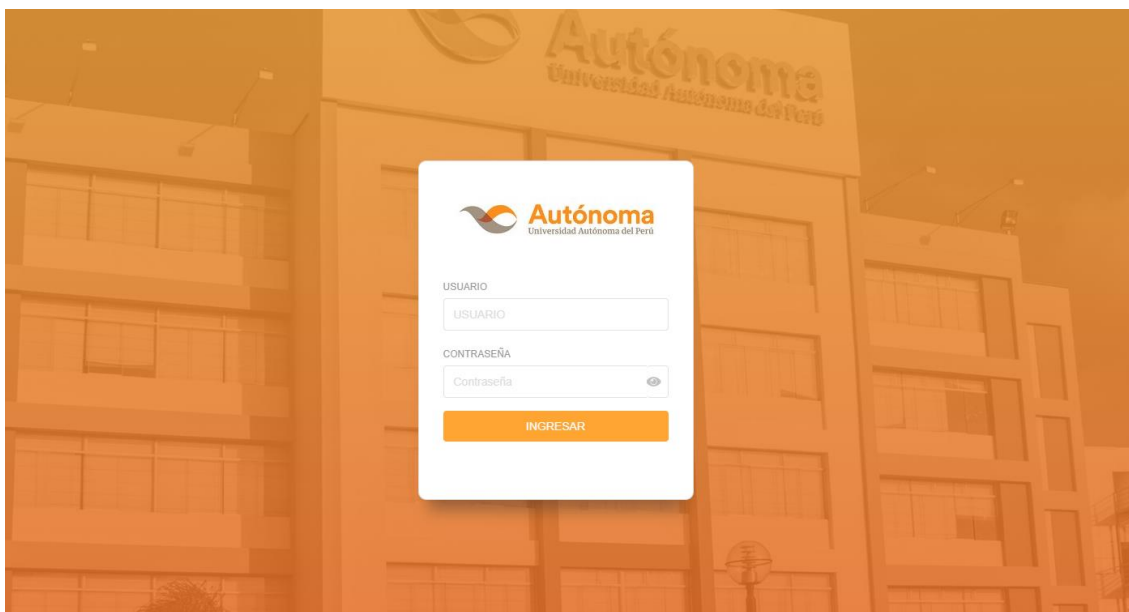 Autónoma
Universidad Autónoma del Perú
Autónoma
Universidad Autónoma del Perú
USUARIO
USUARIO
CONTRASEÑA
Contraseña
INGRESAR